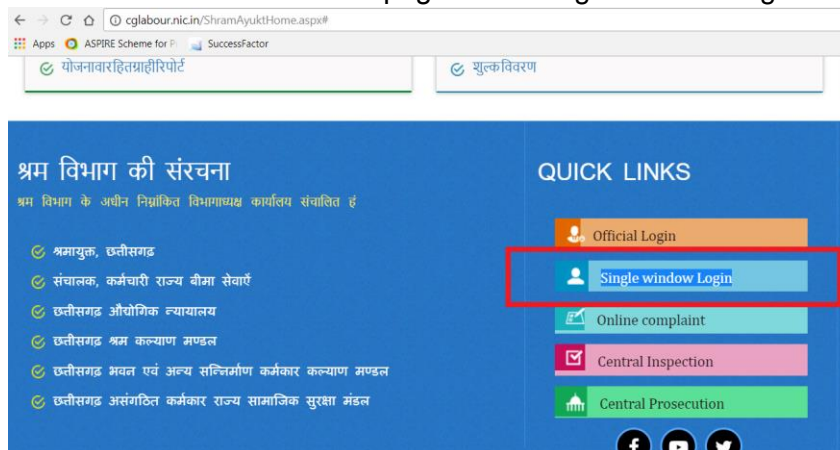 cglabour.nic.in/ShramAyuktHome.aspx#
Apps ASPIRE Scheme for P SuccessFactor
योजनावारहितग्राहीरिपोर्ट
शुल्कविवरण
श्रम विभाग की संरचना
श्रम विभाग के अधीन निम्नांकित विभागाध्यक्ष कार्यालय संचालित हं
श्रमायुक्त, छत्तीसगढ़
संचालक, कर्मचारी राज्य बीमा सेवाएँ
छत्तीसगढ़ औद्योगिक न्यायालय
छत्तीसगढ़ श्रम कल्याण मण्डल
छत्तीसगढ़ भवन एवं अन्य सन्निर्माण कर्मकार कल्याण मण्डल
छत्तीसगढ़ असंगठित कर्मकार राज्य सामाजिक सुरक्षा मंडल
QUICK LINKS
Official Login
Single window Login
Online complaint
Central Inspection
Central Prosecution